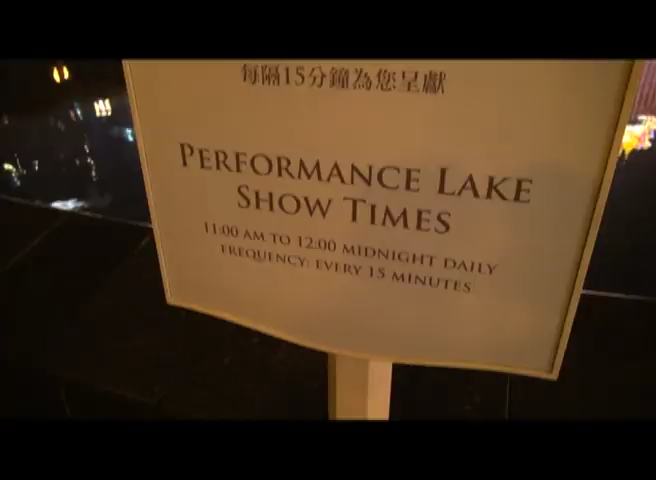 每隔15分鐘為您呈獻
PERFORMANCE LAKE
SHOW TIMES
11:00 AM TO 12:00 MIDNIGHT DAILY
FREQUENCY: EVERY 15 MINUTES